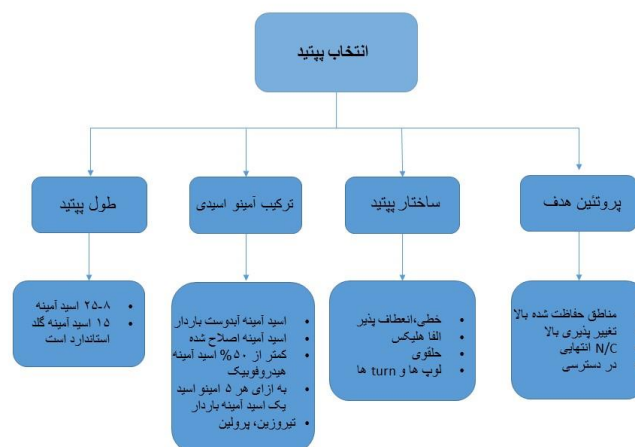 انتخاب پپتید
پروتئین هدف
ساختار پپتید
ترکیب آمینو اسیدی
طول پپتید
مناطق حفاظت شده بالا
تغییر پذیری بالا
N/C انتهایی
در دسترسی
• خطی،انعطاف پذیر
• الفا هلیکس
• حلقوی
• لوپ ها و turn ها
• اسید آمینه آبدوست باردار
• اسید آمینه اصلاح شده
• کمتر از ۵۰% اسید آمینه
هیدروفوبیک
• به ازای هر ۵ امینو اسید
یک اسید آمینه باردار
• تیروزین، پرولین
• ۸-۲۵ اسید آمینه
• ۱۵ اسید آمینه گلد
استاندارد است